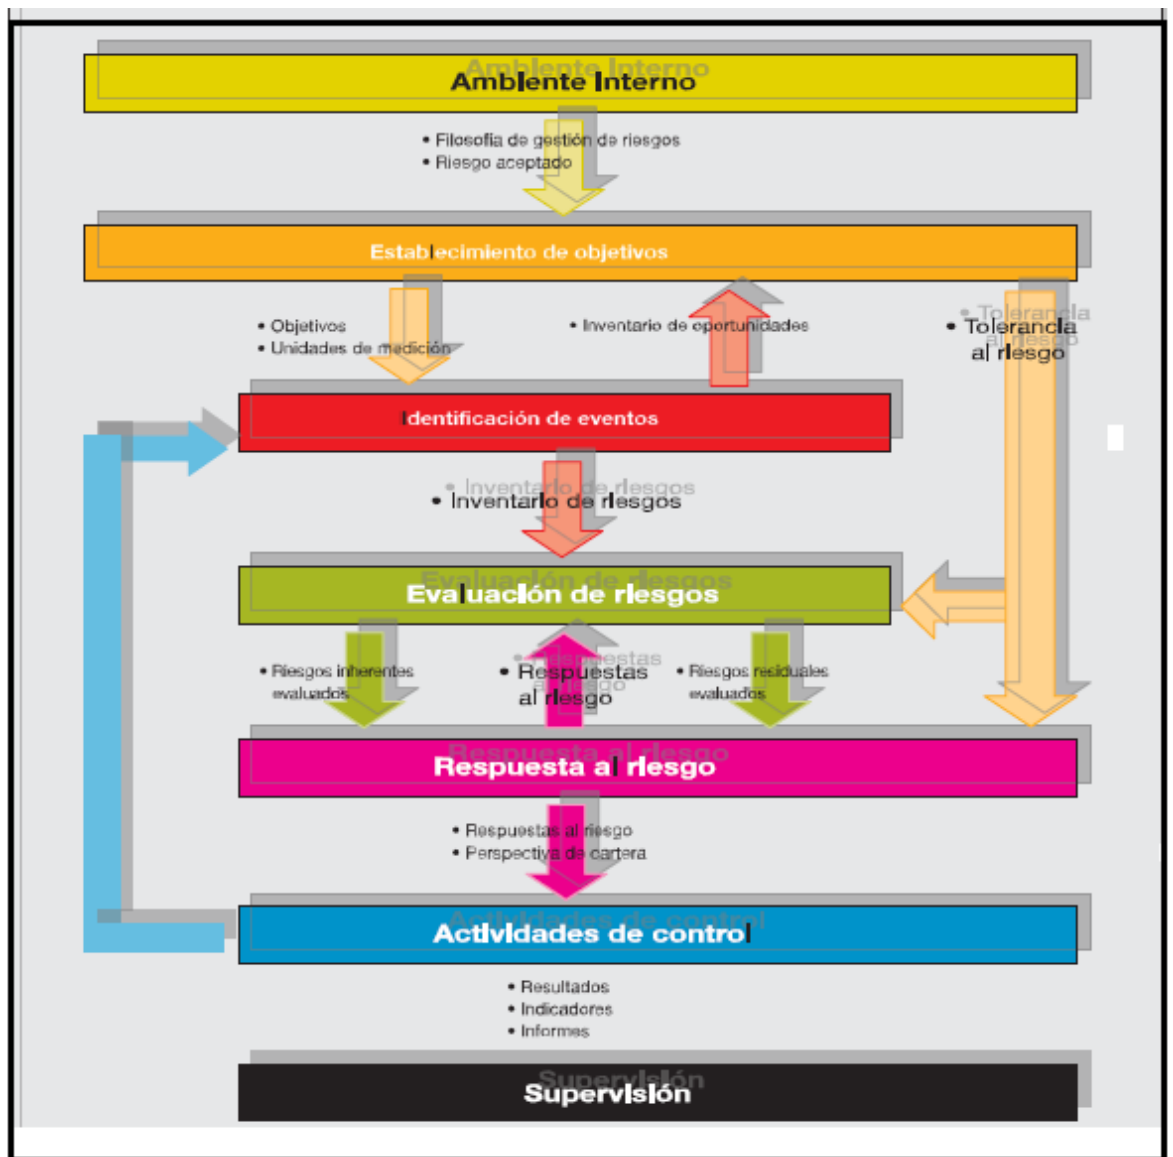 Ambiente Interno
• Filosofía de gestión de riesgos
• Riesgo aceptado
Establecimiento de objetivos
• Objetivos
• Unidades de medición
• Inventario de oportunidades
• Tolerancia
al riesgo
Identificación de eventos
• Inventario de riesgos
Evaluación de riesgos
• Riesgos inherentes
evaluados
• Respuestas
al riesgo
• Riesgos residuales
evaluados
Respuesta al riesgo
• Respuestas al riesgo
• Perspectiva de cartera
Actividades de control
• Resultados
• Indicadores
• Informes
Supervisión